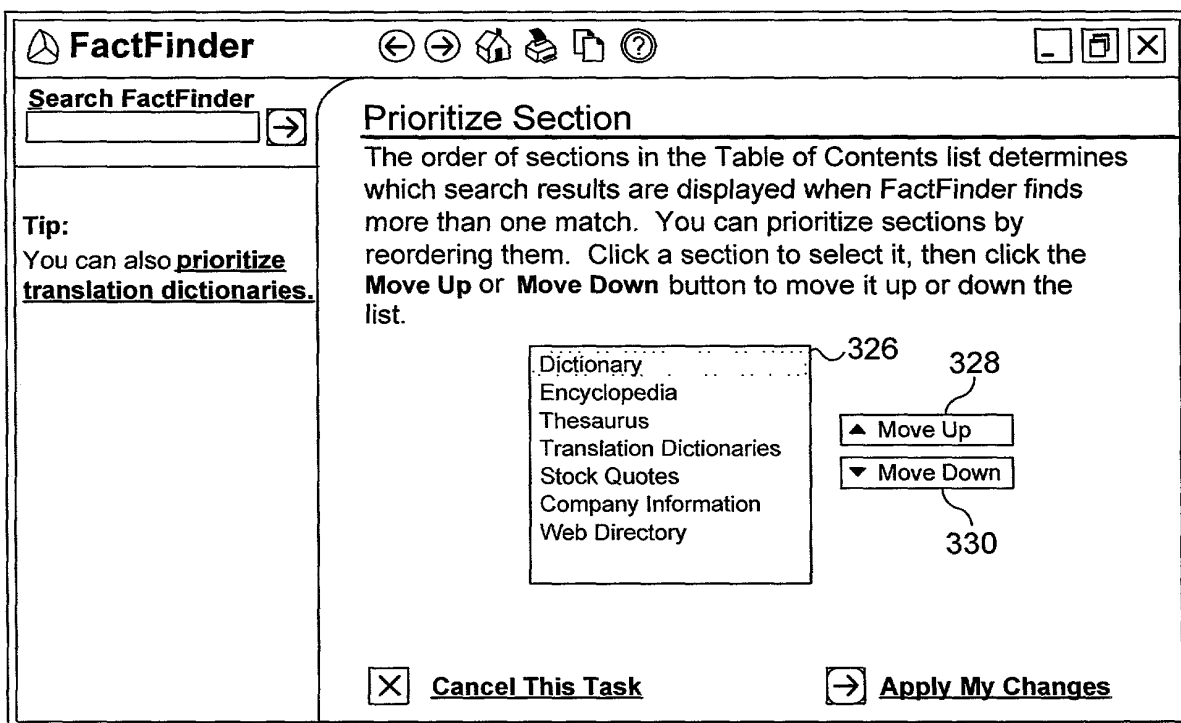 FactFinder
Search FactFinder
Tip:
You can also prioritize
translation dictionaries.
Prioritize Section
The order of sections in the Table of Contents list determines
which search results are displayed when FactFinder finds
more than one match. You can prioritize sections by
reordering them. Click a section to select it, then click the
Move Up or Move Down button to move it up or down the
list.
Dictionary
Encyclopedia
Thesaurus
Translation Dictionaries
Stock Quotes
Company Information
Web Directory
326
328
Move Up
Move Down
330
Cancel This Task
Apply My Changes